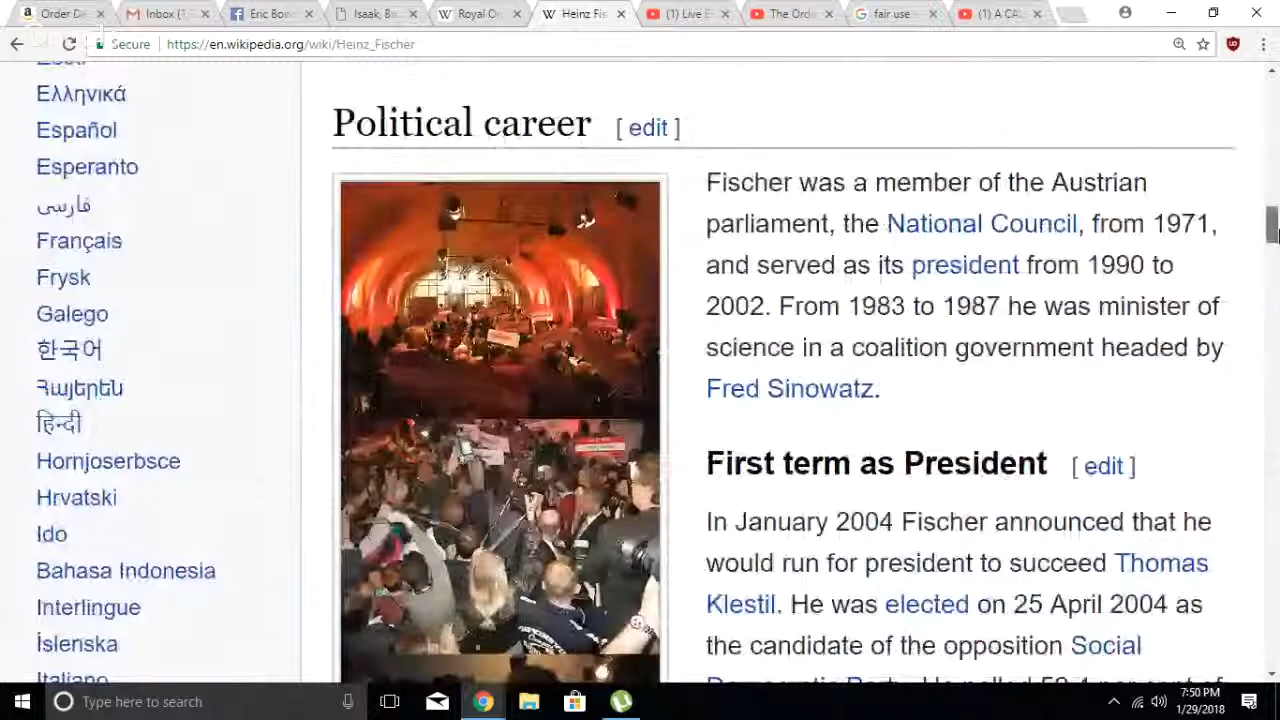 Order De
Inbox (1
Eric Bow
Isaak, B
Royal O
Heinz Fis
(1) Live E
The Ord
fair use
(1) A CA
Secure
https://en.wikipedia.org/wiki/Heinz_Fischer
Ελληνικά
Español
Esperanto
فارسی
Français
Frysk
Galego
한국어
Հայերեն
हिन्दी
Hornjoserbsce
Hrvatski
Ido
Bahasa Indonesia
Interlingue
Íslenska
Italiano
Political career [ edit ]
Fischer was a member of the Austrian
parliament, the National Council, from 1971,
and served as its president from 1990 to
2002. From 1983 to 1987 he was minister of
science in a coalition government headed by
Fred Sinowatz.
First term as President [ edit ]
In January 2004 Fischer announced that he
would run for president to succeed Thomas
Klestil. He was elected on 25 April 2004 as
the candidate of the opposition Social
Type here to search
7:50 PM
1/29/2018